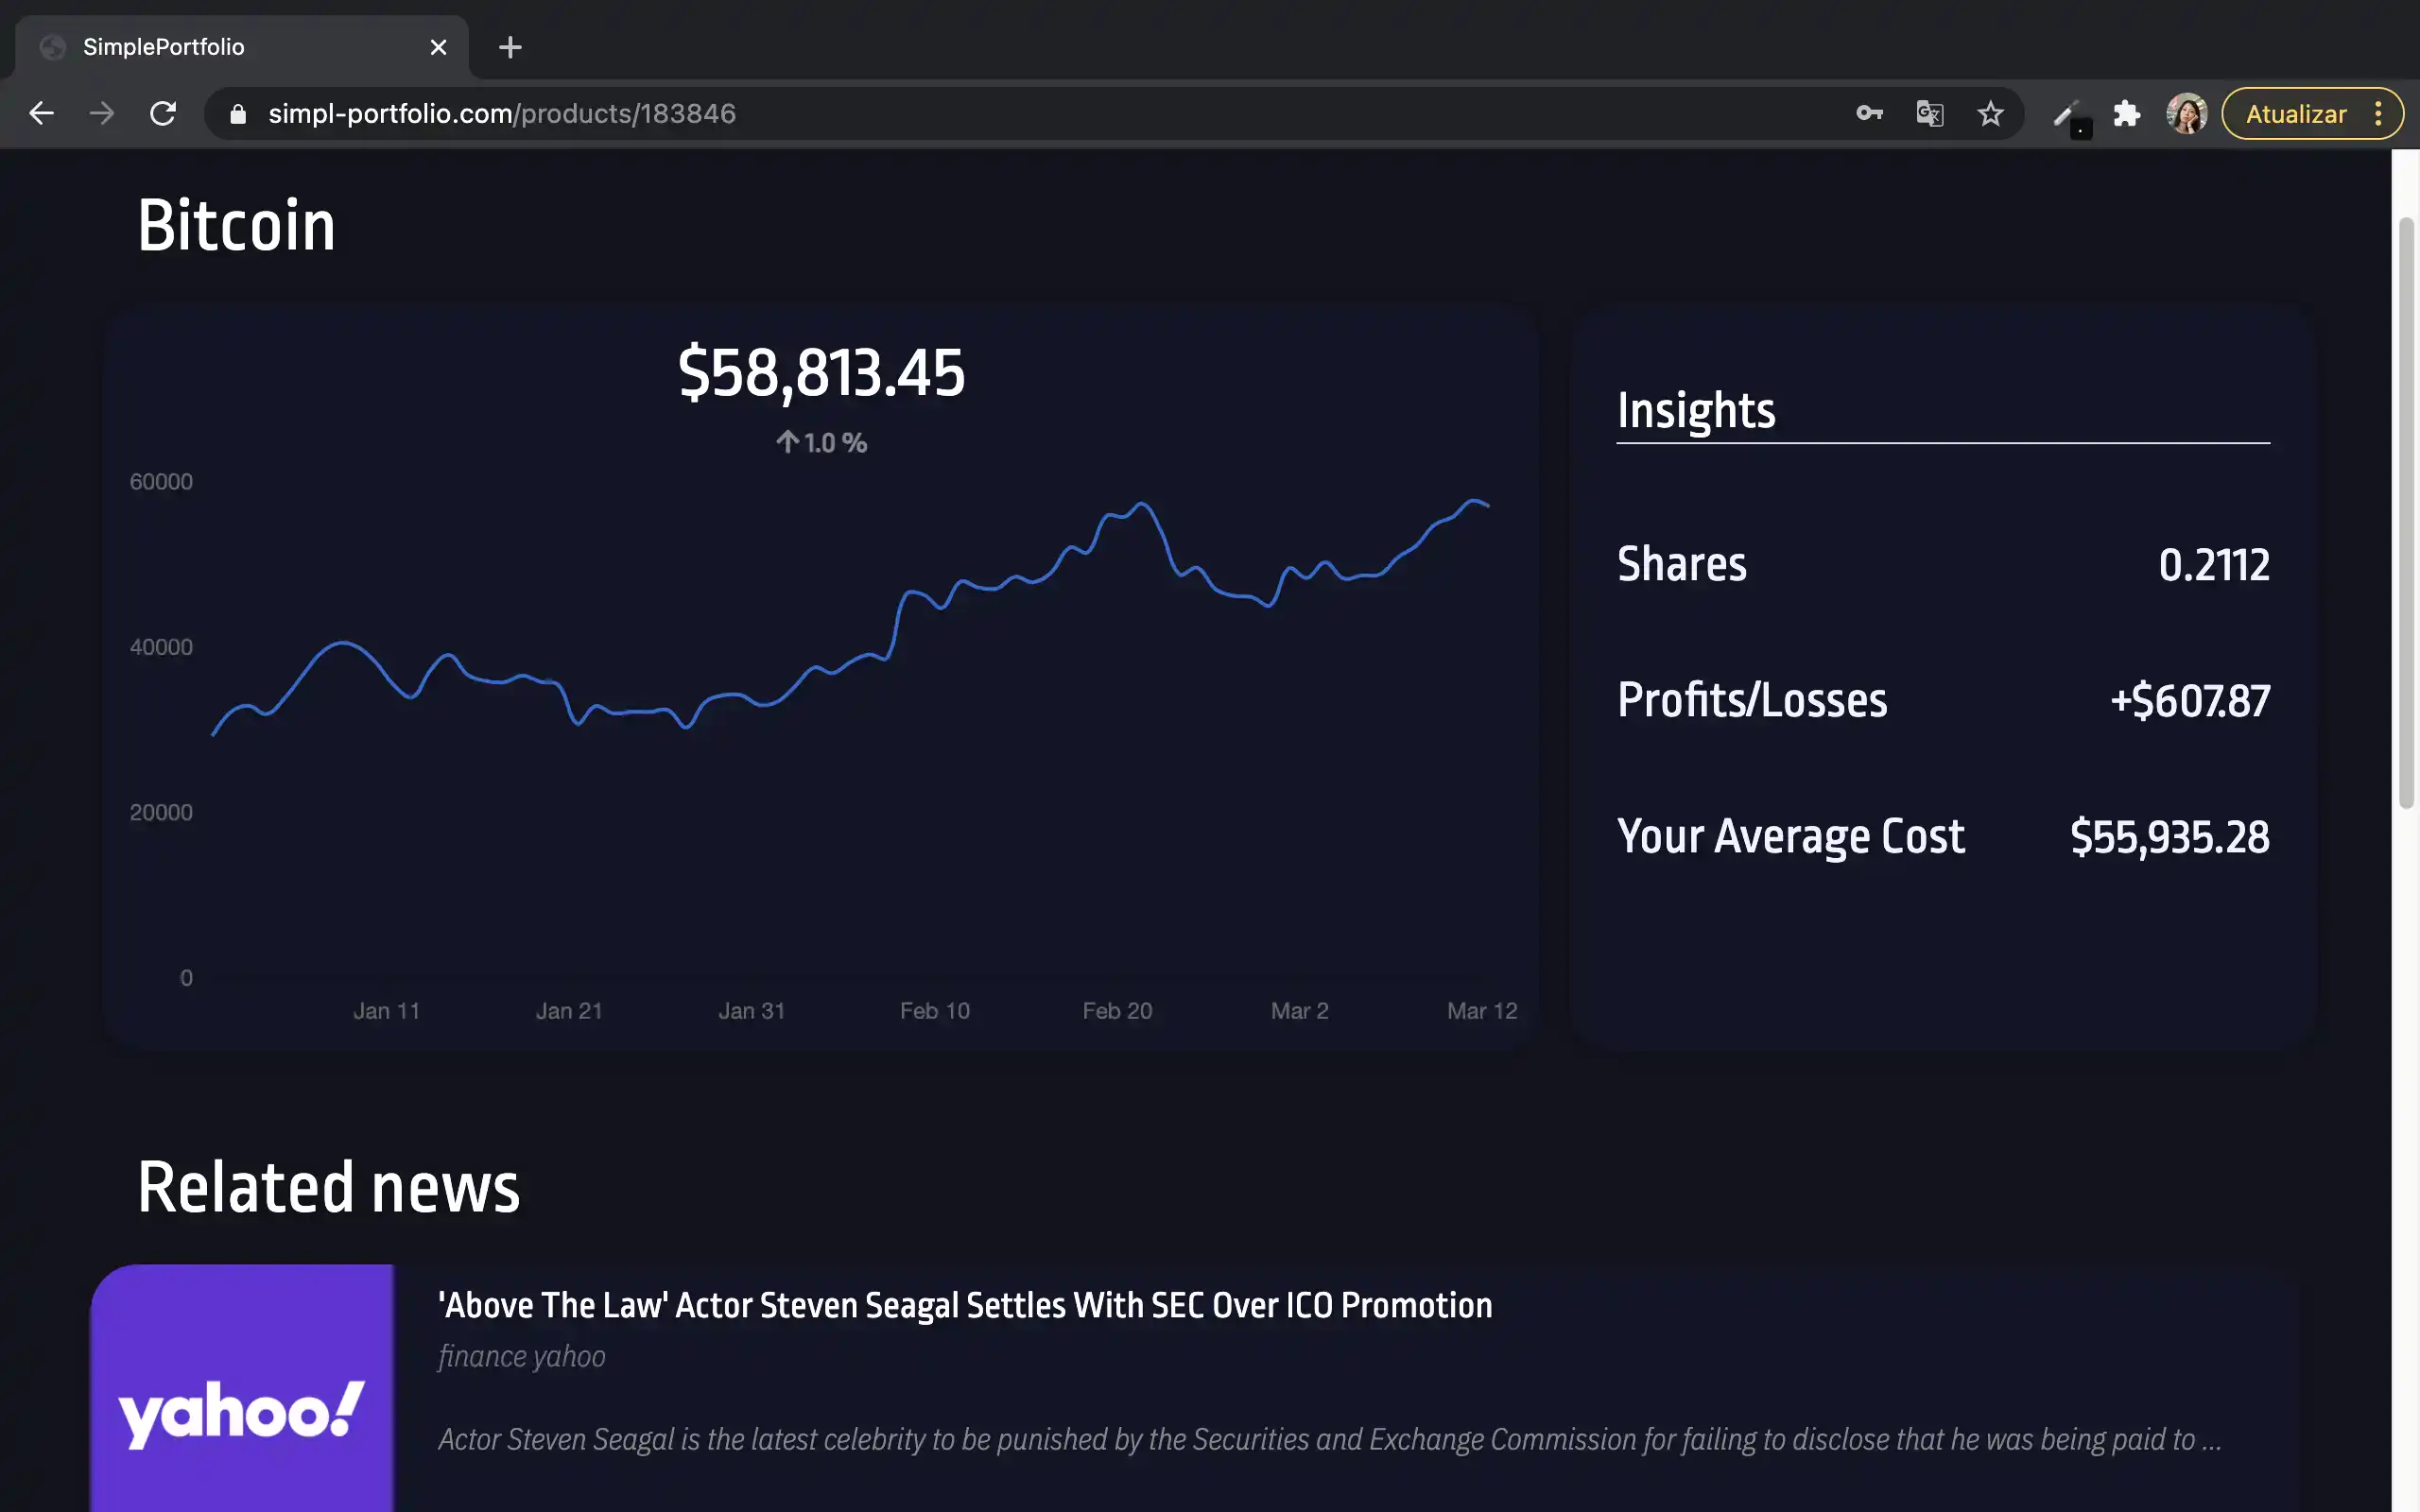 SimplePortfolio
simpl-portfolio.com/products/183846
Atualizar
Bitcoin
$58,813.45
1.0 %
60000
40000
20000
0
Jan 11 Jan 21 Jan 31 Feb 10 Feb 20 Mar 2 Mar 12
Insights
Shares 0.2112
Profits/Losses +$607.87
Your Average Cost $55,935.28
Related news
yahoo!
'Above The Law' Actor Steven Seagal Settles With SEC Over ICO Promotion
finance yahoo
Actor Steven Seagal is the latest celebrity to be punished by the Securities and Exchange Commission for failing to disclose that he was being paid to ...